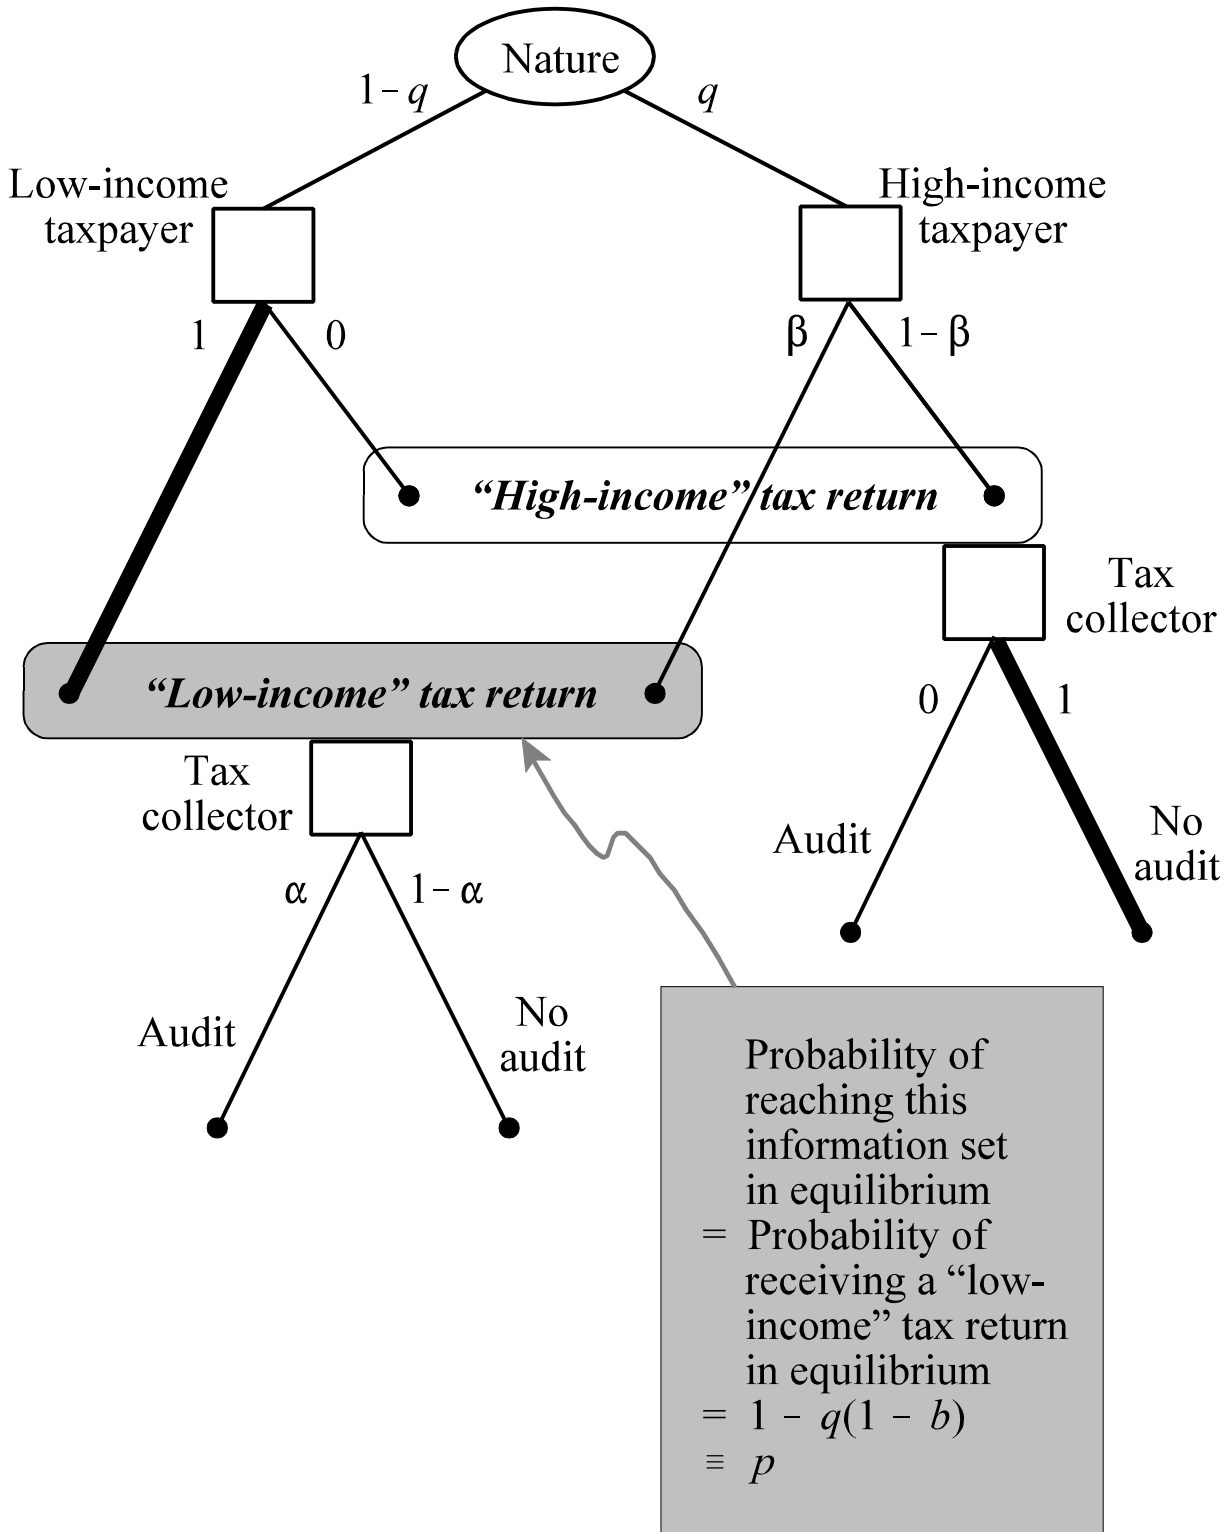 Nature
1 – q
q
Low-income
taxpayer
High-income
taxpayer
1
0
β
1 – β
“High-income” tax return
Tax
collector
“Low-income” tax return
0
1
Tax
collector
Audit
No
audit
α
1 – α
Audit
No
audit
Probability of
reaching this
information set
in equilibrium
= Probability of
receiving a “low-
income” tax return
in equilibrium
= 1 – q(1 – b)
≡ p